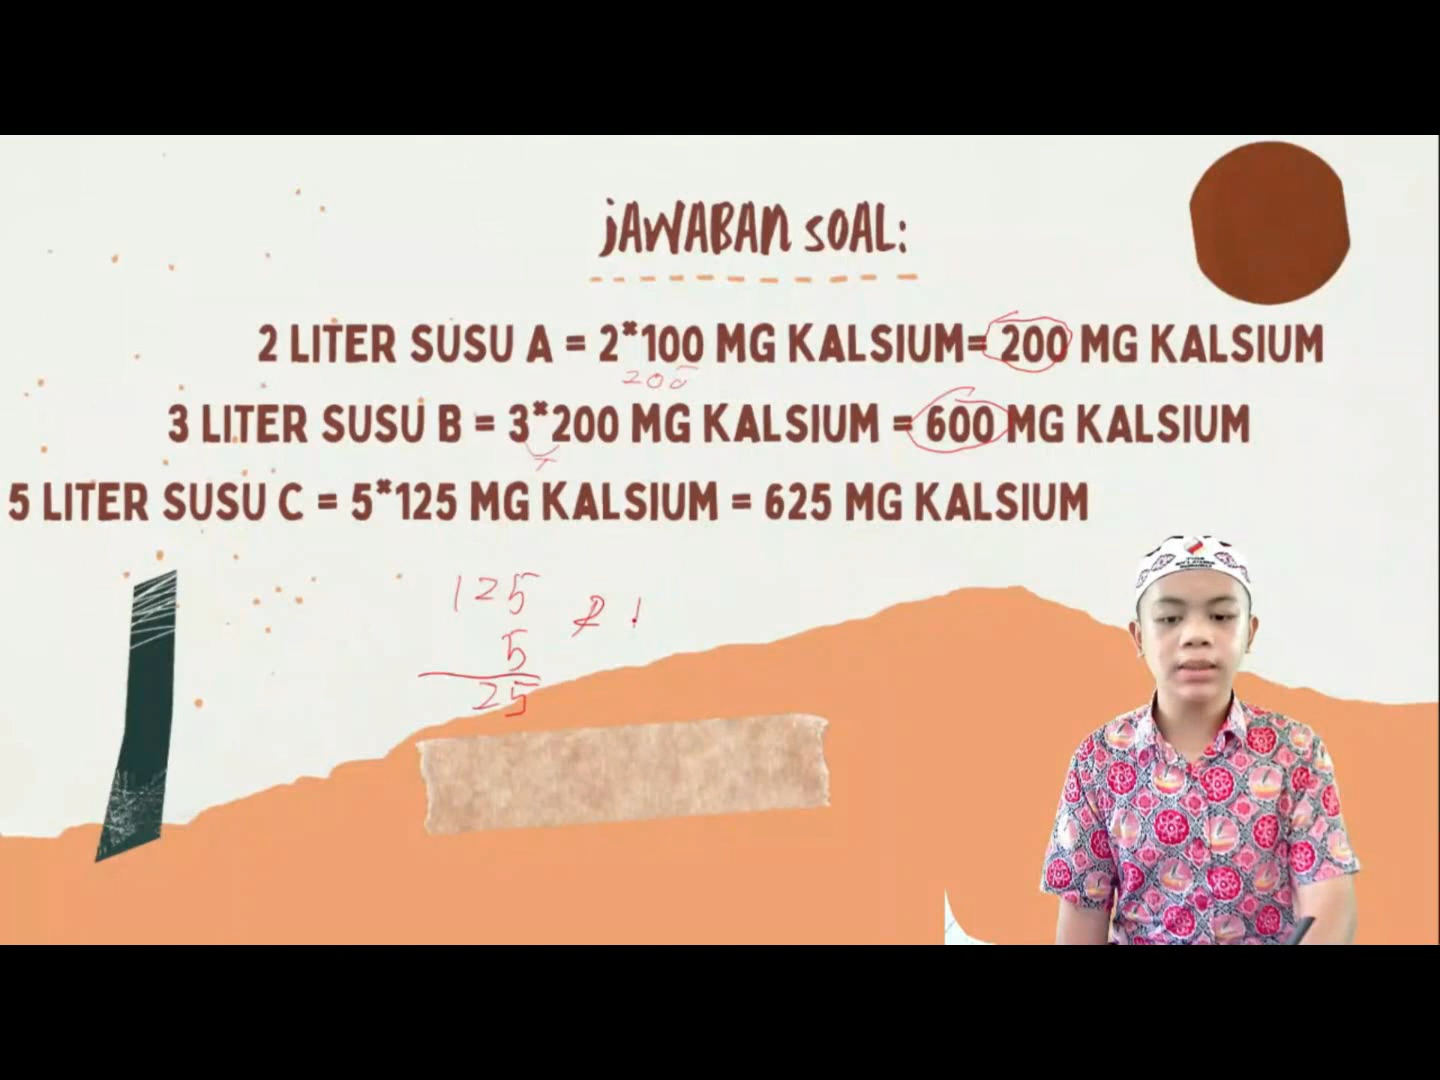 jAWABAN SOAL:
2 LITER SUSU A = 2*100 MG KALSIUM= 200 MG KALSIUM
200
3 LITER SUSU B = 3*200 MG KALSIUM = 600 MG KALSIUM
5 LITER SUSU C = 5*125 MG KALSIUM = 625 MG KALSIUM
125
5
25